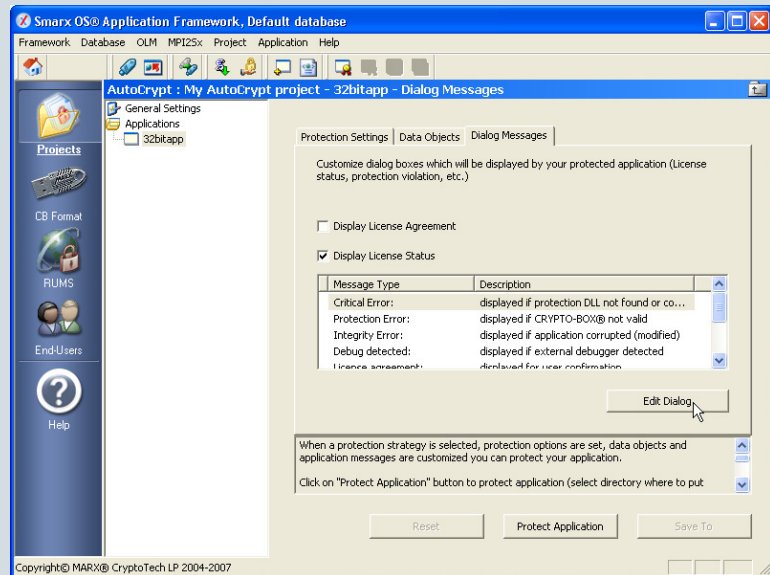 Smarx OS® Application Framework, Default database
Framework Database OLM MPI2Sx Project Application Help
AutoCrypt : My AutoCrypt project - 32bitapp - Dialog Messages
General Settings
Applications
32bitapp
Projects
CB Format
RUMS
End-Users
Help
Protection Settings Data Objects Dialog Messages
Customize dialog boxes which will be displayed by your protected application (License
status, protection violation, etc.)
Display License Agreement
Display License Status
Message Type Description
Critical Error: displayed if protection DLL not found or co...
Protection Error: displayed if CRYPTO-BOX® not valid
Integrity Error: displayed if application corrupted (modified)
Debug detected: displayed if external debugger detected
License agreement: displayed for user confirmation
Edit Dialog
When a protection strategy is selected, protection options are set, data objects and
application messages are customized you can protect your application.
Click on "Protect Application" button to protect application (select directory where to put
Reset Protect Application Save To
Copyright© MARX® CryptoTech LP 2004-2007